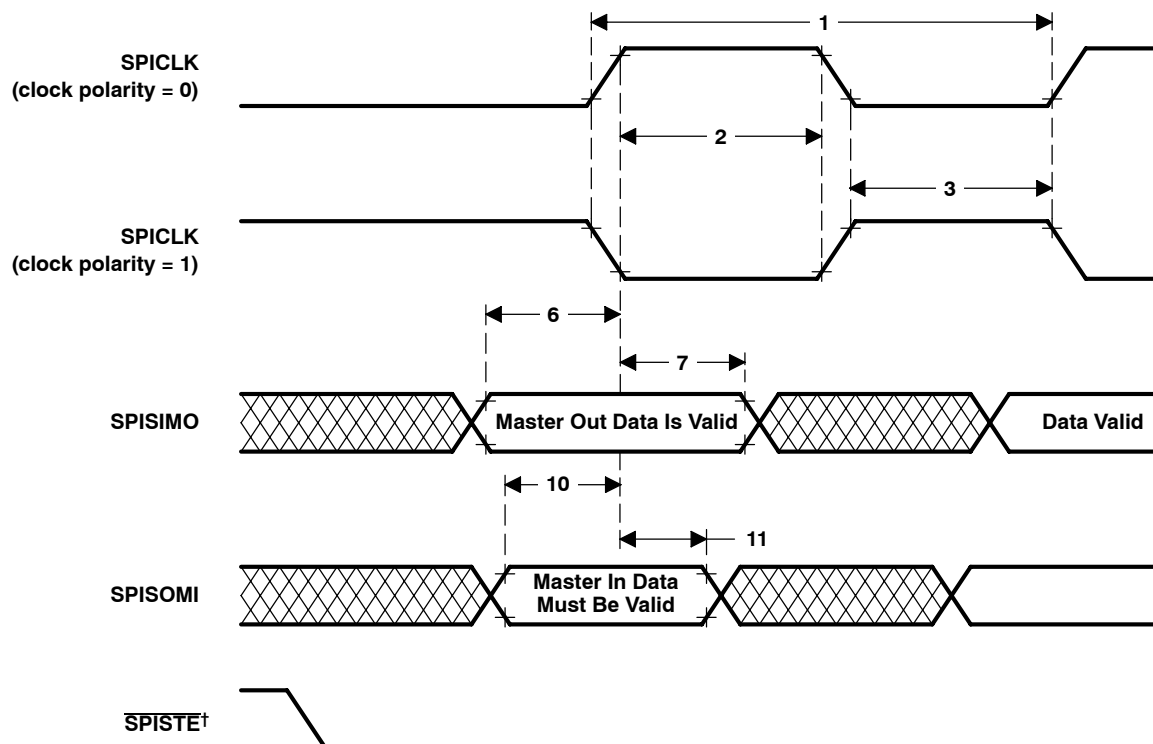 1
SPICLK
(clock polarity = 0)
2
3
SPICLK
(clock polarity = 1)
6
7
SPISIMO
Master Out Data Is Valid
Data Valid
10
11
SPISOMI
Master In Data
Must Be Valid
SPISTE†